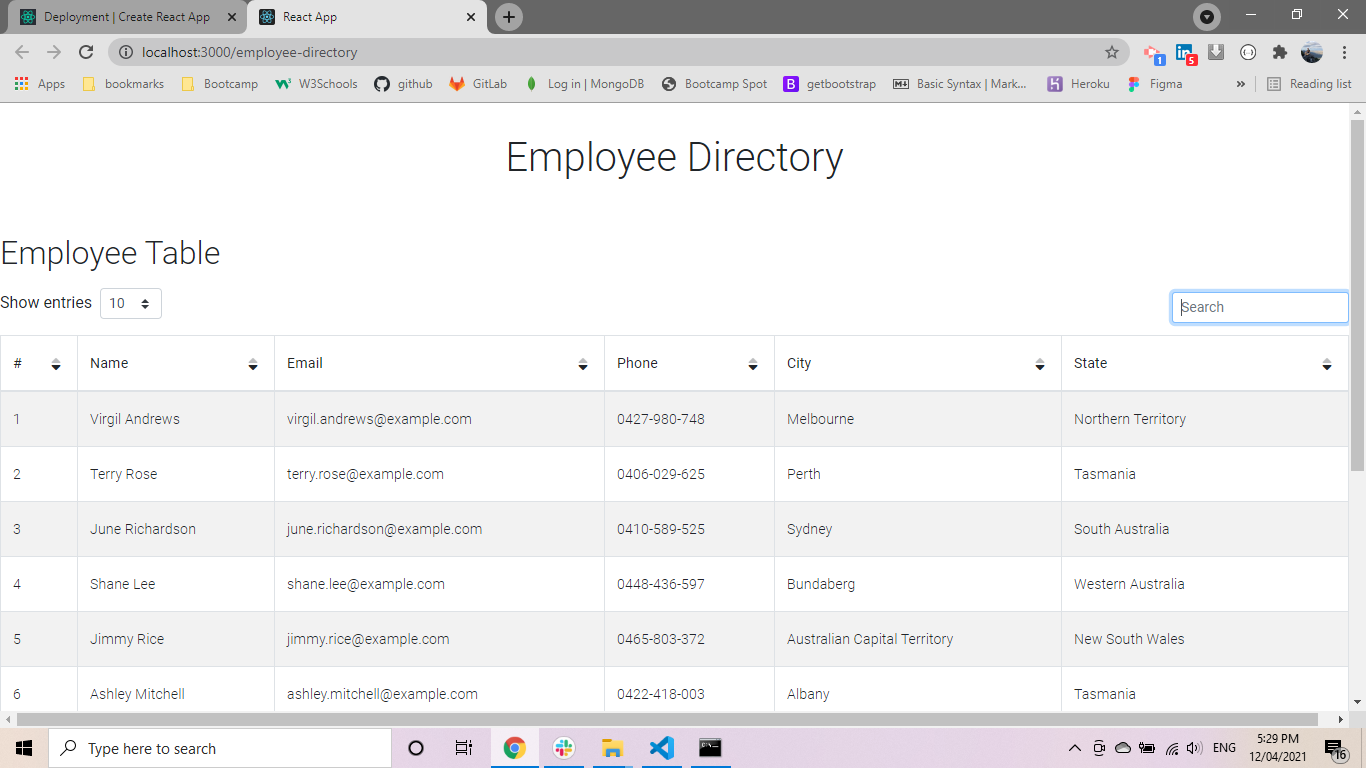 Deployment | Create React App
React App
localhost:3000/employee-directory
1
5
Apps
bookmarks
Bootcamp
W3Schools
github
GitLab
Log in | MongoDB
Bootcamp Spot
getbootstrap
Basic Syntax | Mark...
Heroku
Figma
»
Reading list
Employee Directory
Employee Table
Show entries 10
Search
# Name Email Phone City State
1 Virgil Andrews virgil.andrews@example.com 0427-980-748 Melbourne Northern Territory
2 Terry Rose terry.rose@example.com 0406-029-625 Perth Tasmania
3 June Richardson june.richardson@example.com 0410-589-525 Sydney South Australia
4 Shane Lee shane.lee@example.com 0448-436-597 Bundaberg Western Australia
5 Jimmy Rice jimmy.rice@example.com 0465-803-372 Australian Capital Territory New South Wales
6 Ashley Mitchell ashley.mitchell@example.com 0422-418-003 Albany Tasmania
Type here to search
ENG
5:29 PM
12/04/2021
16